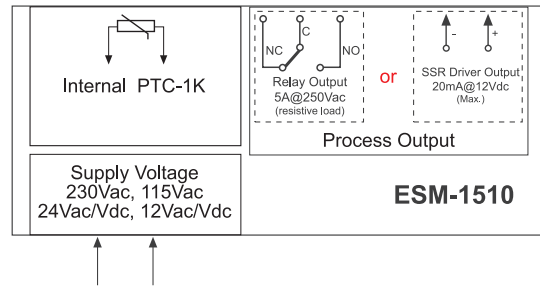 Internal PTC-1K
NC
C
NO
Relay Output
5A@250Vac
(resistive load)
or
-
+
SSR Driver Output
20mA@12Vdc
(Max.)
Process Output
Supply Voltage
230Vac, 115Vac
24Vac/Vdc, 12Vac/Vdc
ESM-1510